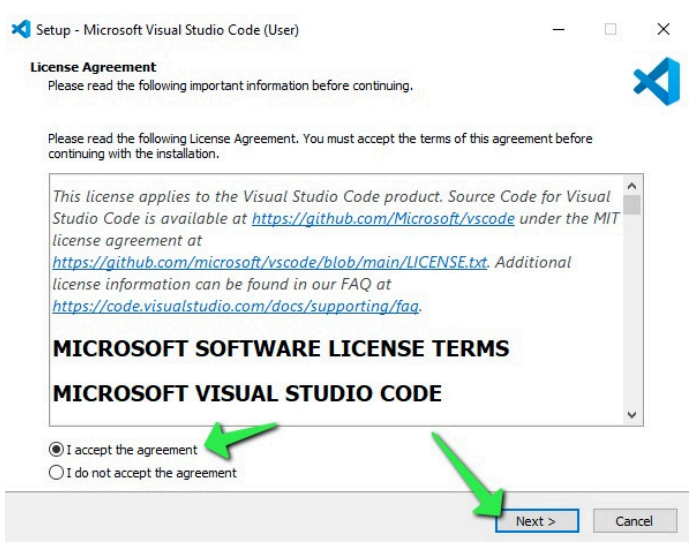 Setup - Microsoft Visual Studio Code (User)
License Agreement
Please read the following important information before continuing.
Please read the following License Agreement. You must accept the terms of this agreement before
continuing with the installation.
This license applies to the Visual Studio Code product. Source Code for Visual
Studio Code is available at https://github.com/Microsoft/vscode under the MIT
license agreement at
https://github.com/microsoft/vscode/blob/main/LICENSE.txt. Additional
license information can be found in our FAQ at
https://code.visualstudio.com/docs/supporting/faq.
MICROSOFT SOFTWARE LICENSE TERMS
MICROSOFT VISUAL STUDIO CODE
I accept the agreement
I do not accept the agreement
Next >
Cancel